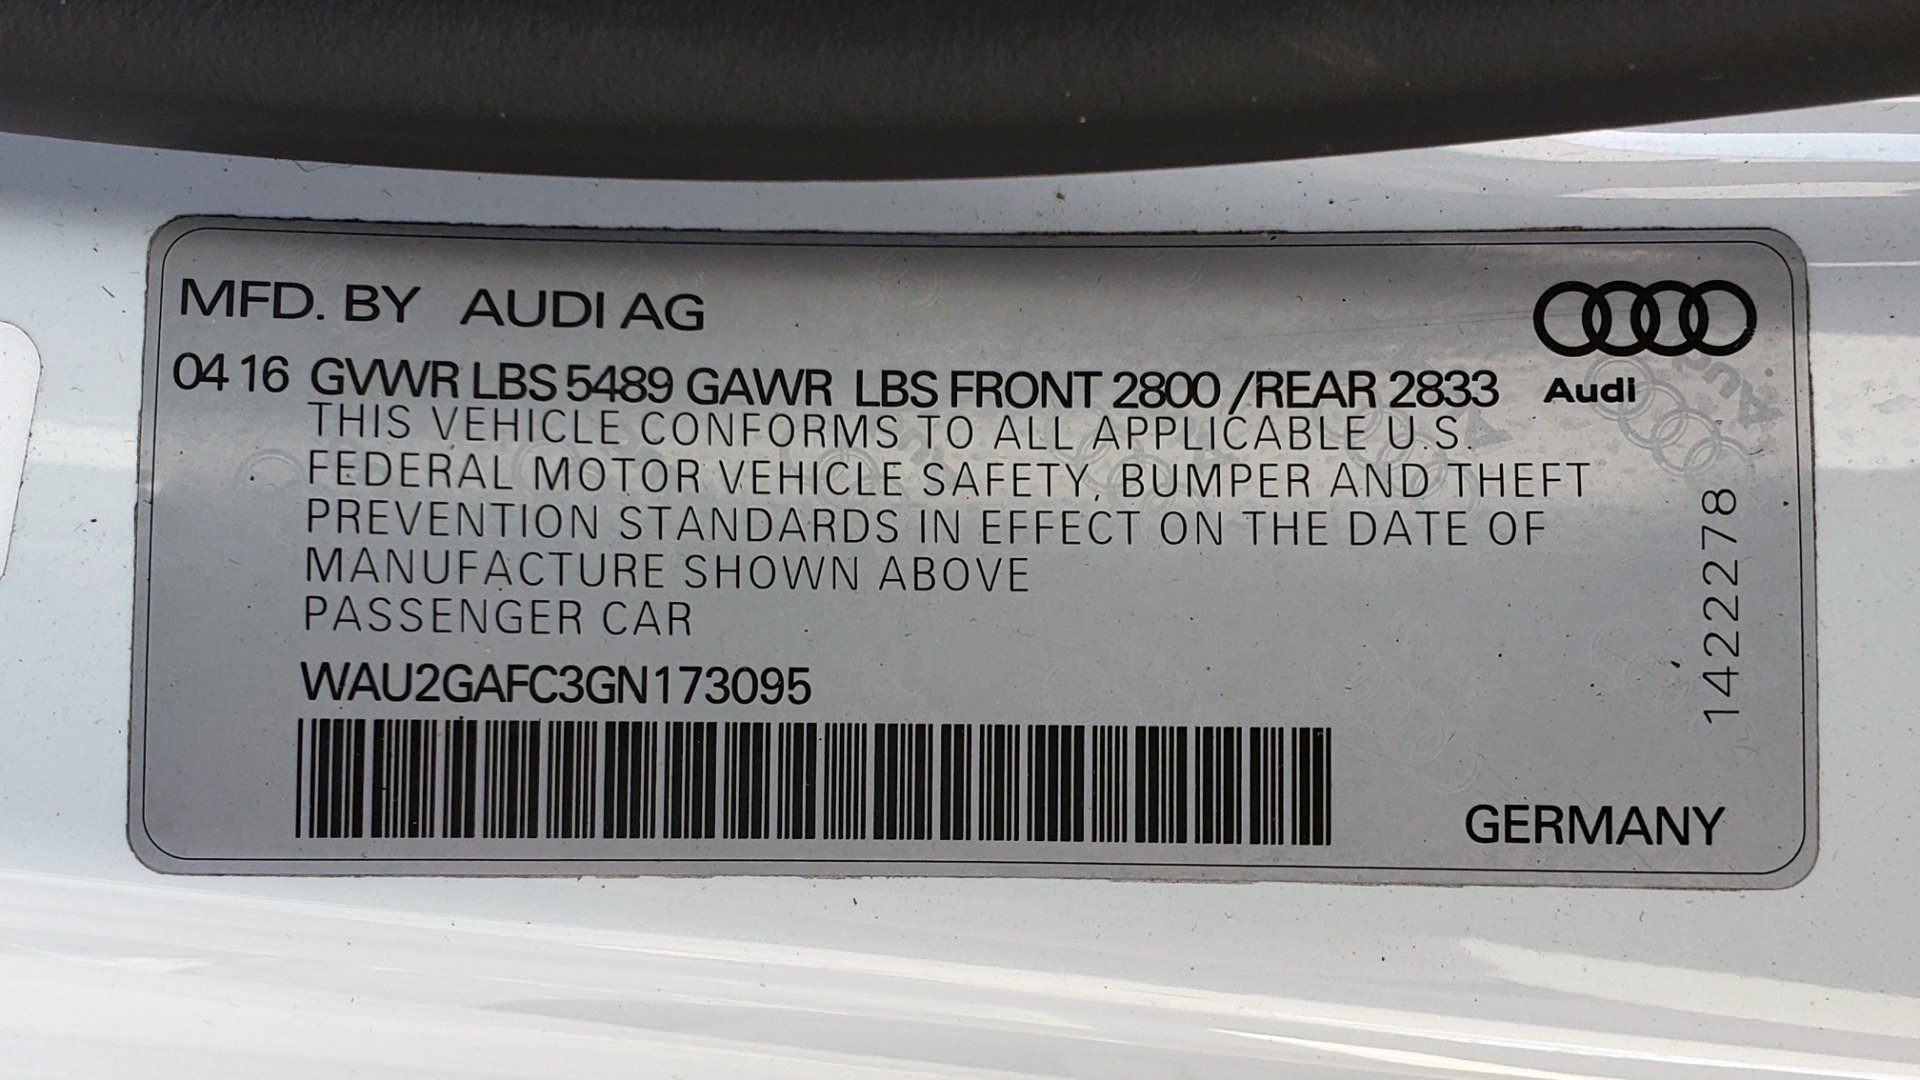 MFD. BY AUDI AG
04 16 GVWR LBS 5489 GAWR LBS FRONT 2800 /REAR 2833
Audi
THIS VEHICLE CONFORMS TO ALL APPLICABLE U.S.
FEDERAL MOTOR VEHICLE SAFETY, BUMPER AND THEFT
PREVENTION STANDARDS IN EFFECT ON THE DATE OF
MANUFACTURE SHOWN ABOVE
PASSENGER CAR
WAU2GAFC3GN173095
GERMANY
1422278